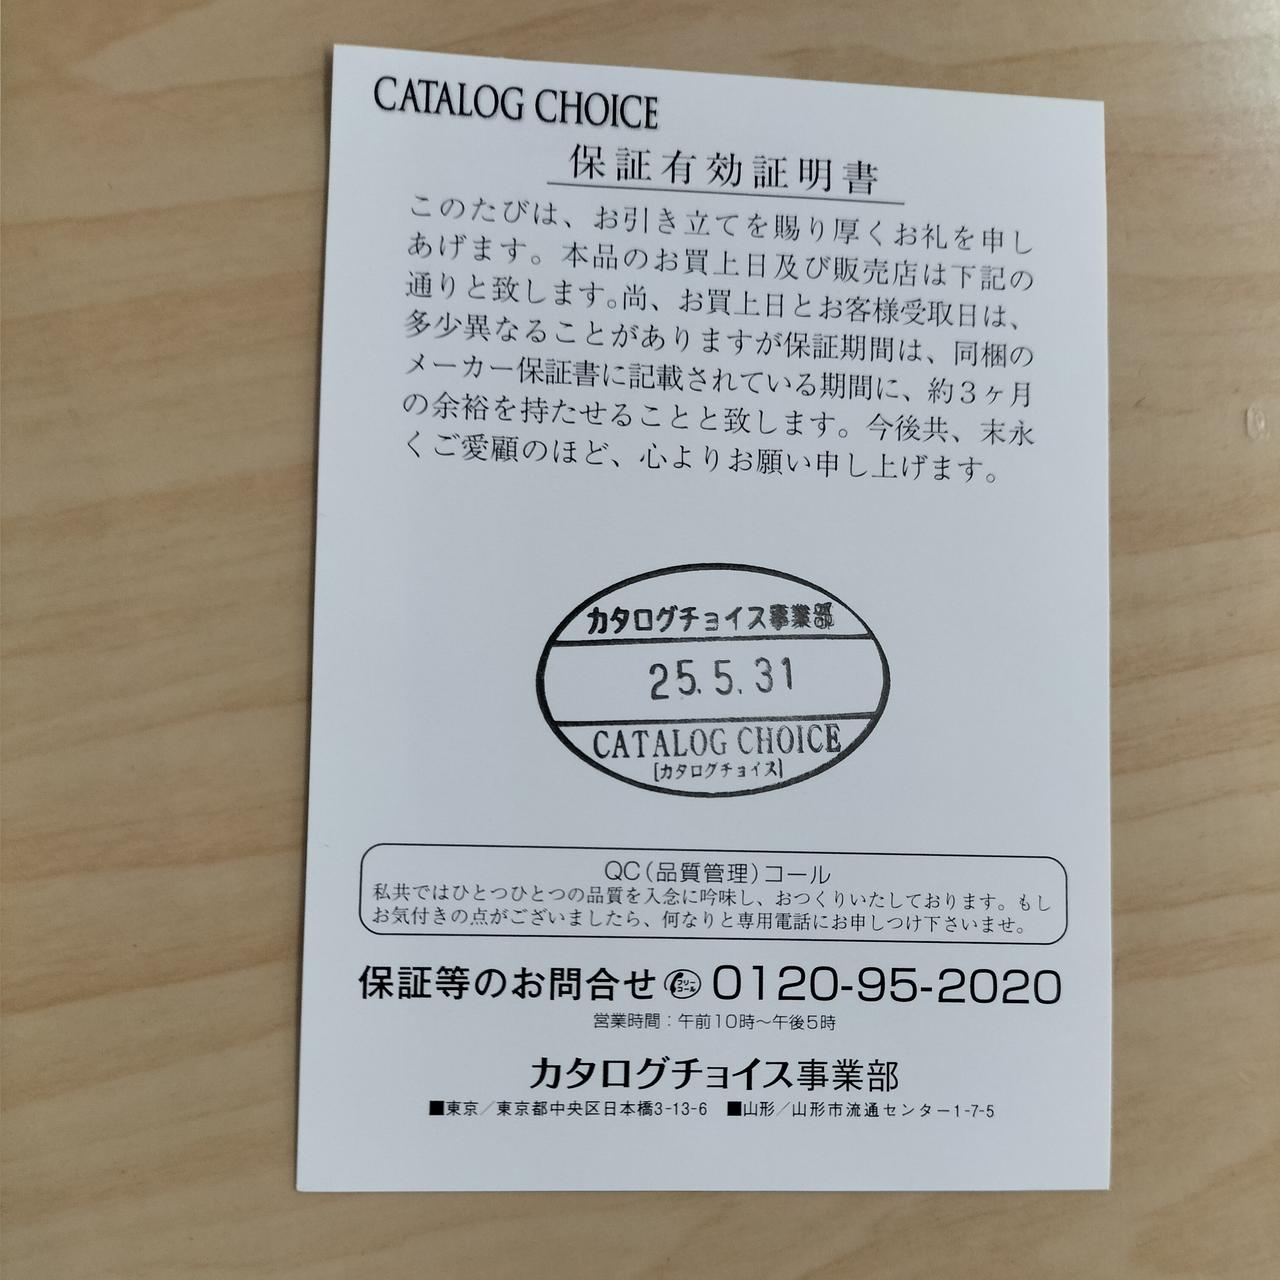 CATALOG CHOICE
保証有効証明書
このたびは、お引き立てを賜り厚くお礼を申し
あげます。本品のお買上日及び販売店は下記の
通りと致します。尚、お買上日とお客様受取日は、
多少異なることがありますが保証期間は、同梱の
メーカー保証書に記載されている期間に、約３ヶ月
の余裕を持たせることと致します。今後共、末永
くご愛顧のほど、心よりお願い申し上げます。
カタログチョイス事業部
25.5.31
CATALOG CHOICE
[カタログチョイス]
QC(品質管理)コール
私共ではひとつひとつの品質を入念に吟味し、おつくりいたしております。もし
お気付きの点がございましたら、何なりと専用電話にお申しつけ下さいませ。
保証等のお問合せ フリーコール 0120-95-2020
営業時間：午前10時～午後5時
カタログチョイス事業部
■東京／東京都中央区日本橋3-13-6 ■山形／山形市流通センター1-7-5